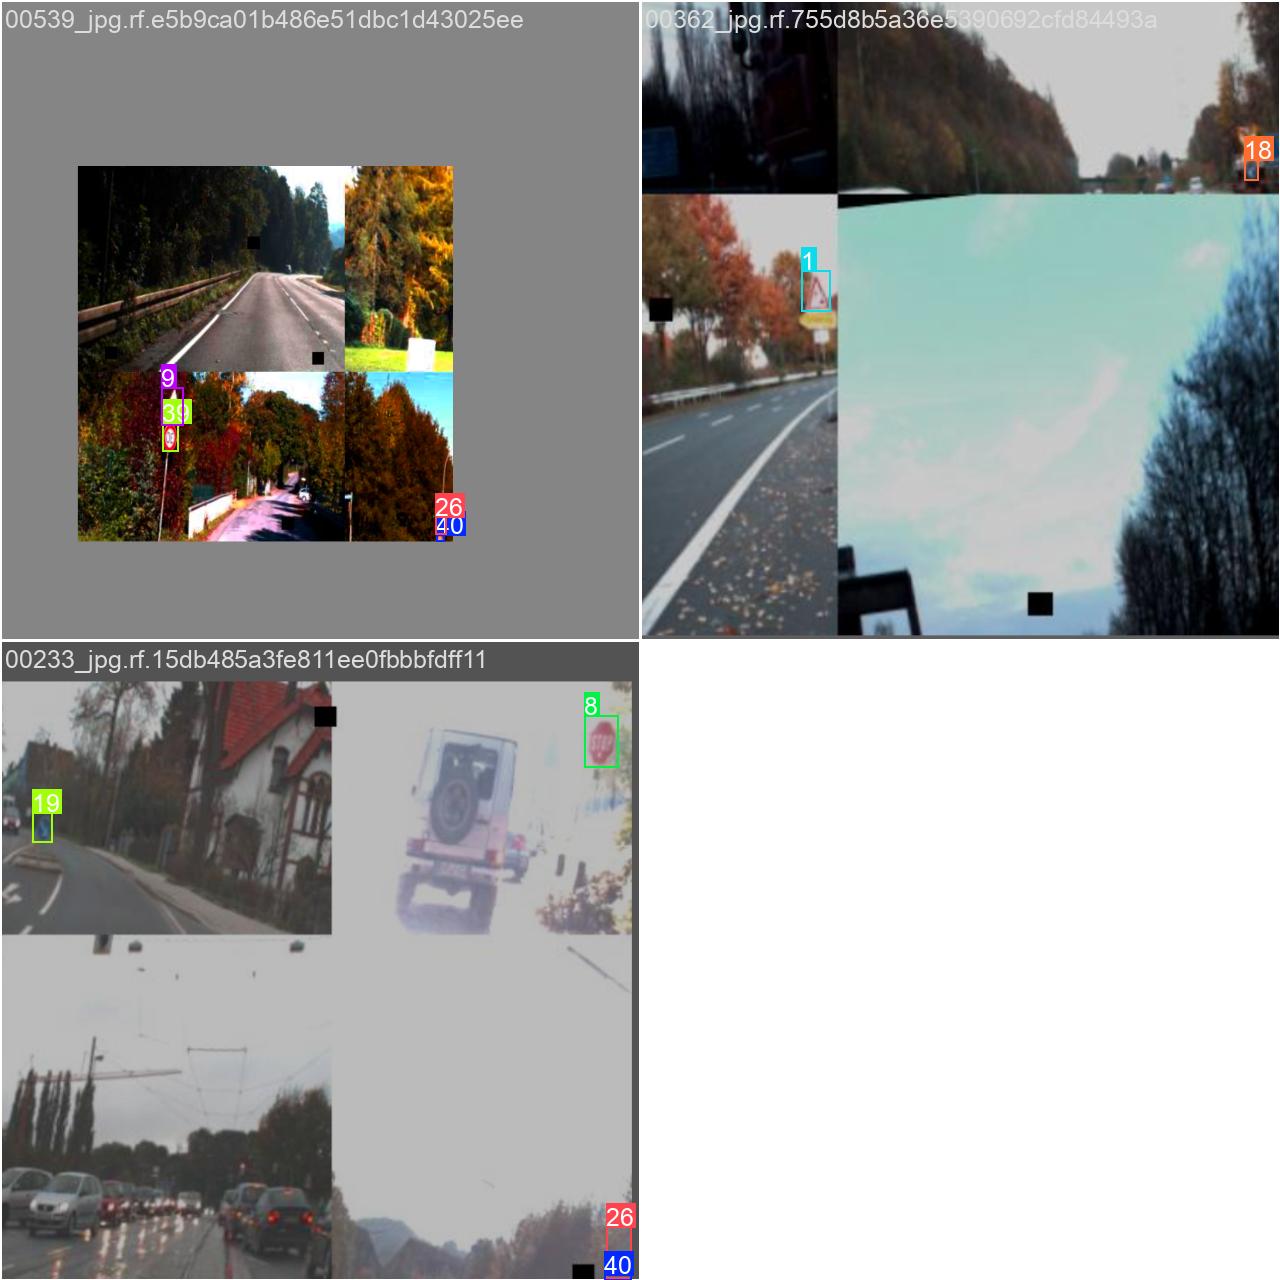 00539_jpg.rf.e5b9ca01b486e51dbc1d43025ee
00362_jpg.rf.755d8b5a36e5390692cfd84493a
18
1
9
39
26
40
00233_jpg.rf.15db485a3fe811ee0fbbbfdff11
8
STOP
19
26
40